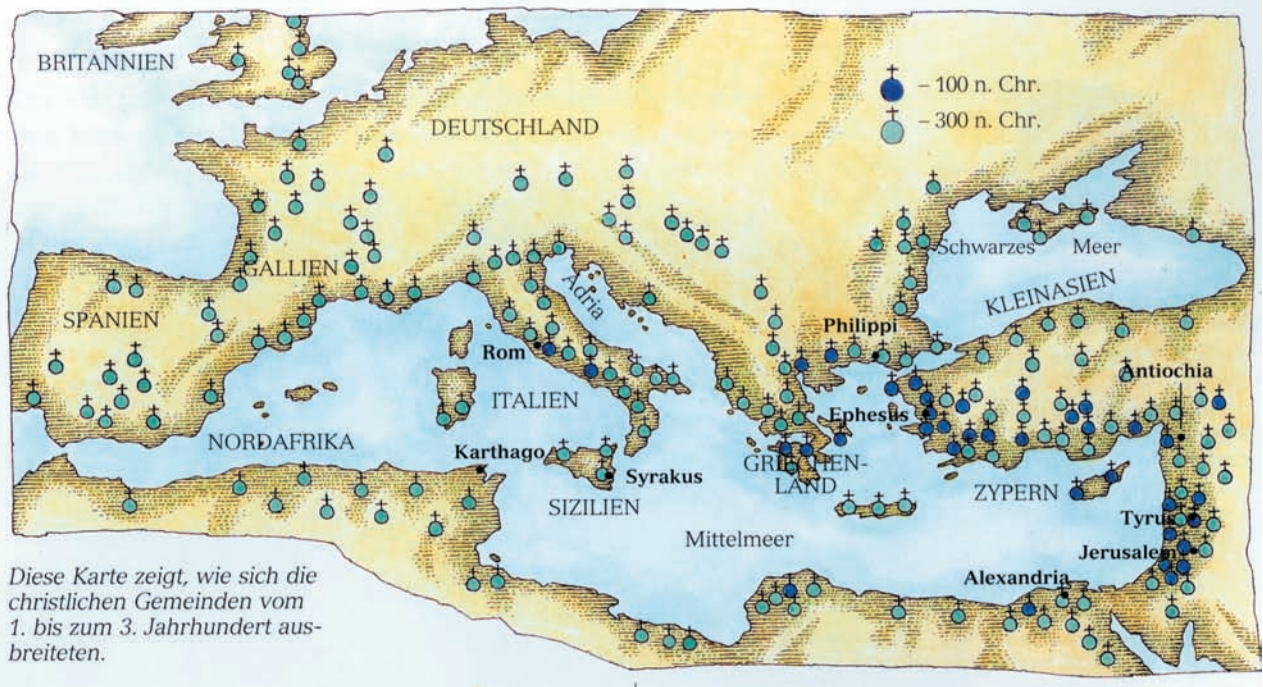 BRITANNIEN
DEUTSCHLAND
– 100 n. Chr.
– 300 n. Chr.
Schwarzes Meer
GALLIEN
Adria
KLEINASIEN
SPANIEN
Philippi
Rom
Antiochia
ITALIEN
Ephesus
NORDAFRIKA
Karthago
Syrakus
GRIECHEN-
LAND
SIZILIEN
ZYPERN
Tyrus
Mittelmeer
Jerusalem
Alexandria
Diese Karte zeigt, wie sich die
christlichen Gemeinden vom
1. bis zum 3. Jahrhundert aus-
breiteten.